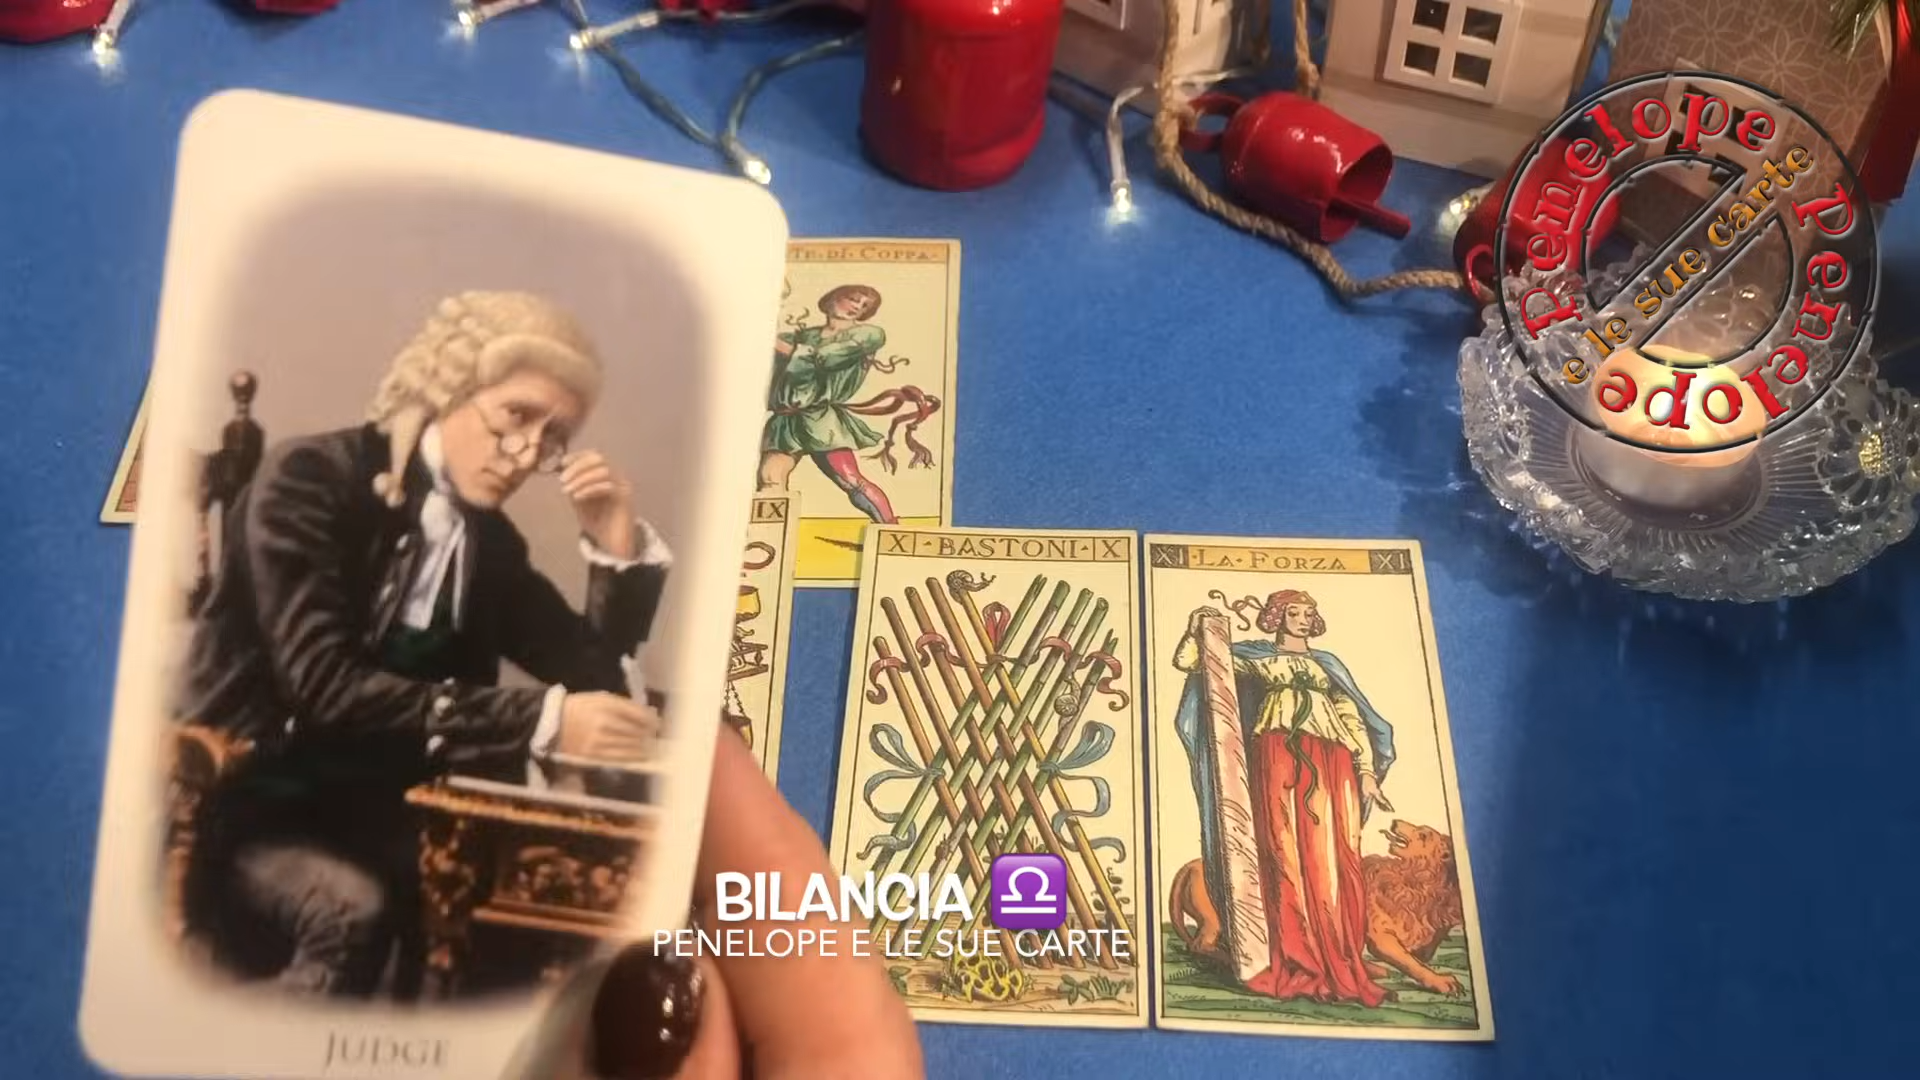 Penelope Penelope
e le sue carte
TE·DI·COPPA·
IX
X ·BASTONI· X
XI ·LA·FORZA XI
BILANCIA ♎
PENELOPE E LE SUE CARTE
JUDGE